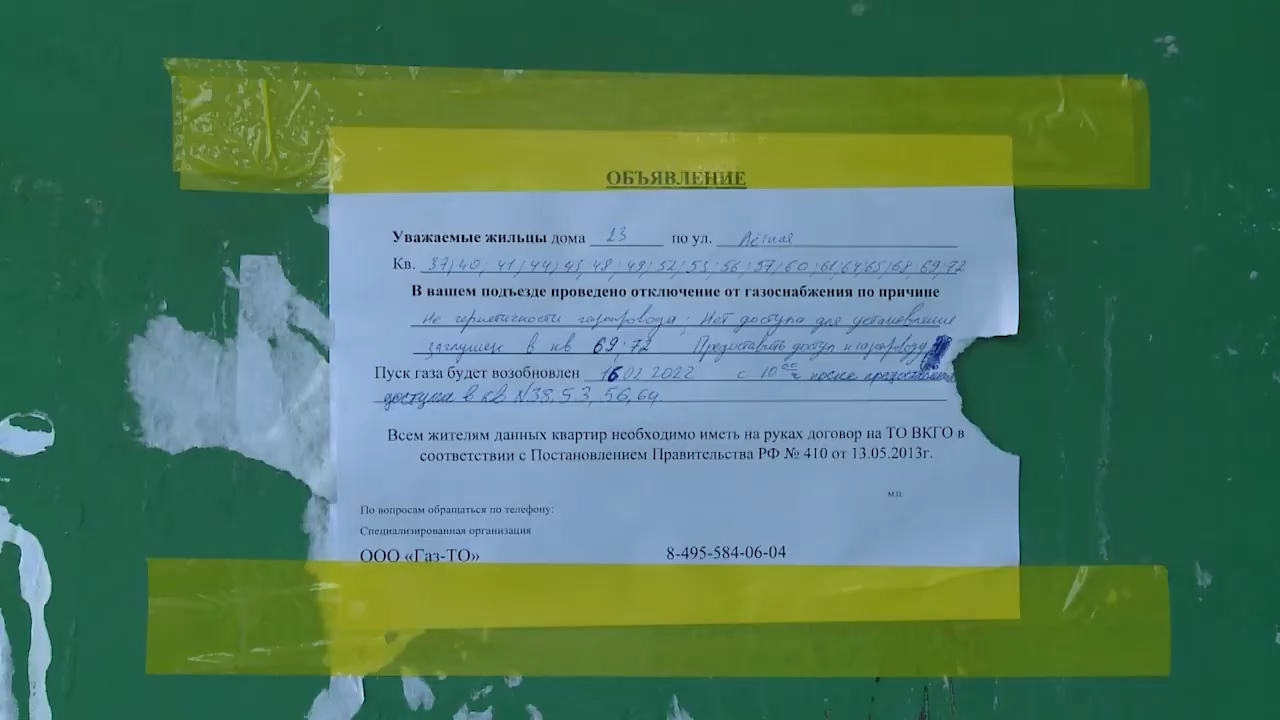 ОБЪЯВЛЕНИЕ
Уважаемые жильцы дома 23 по ул. Лётная
Кв. 37; 40; 41; 44; 45; 48; 49; 52; 53; 56; 57; 60; 61; 64; 65; 68; 69; 72
В вашем подъезде проведено отключение от газоснабжения по причине
Не герметичности газопровода; Нет доступа для установления
заглушек в кв 69; 72 Предоставить доступ к газопроводу
Пуск газа будет возобновлен 16 02 2022 с 10 00 ч после предоставления
доступа в кв N 38, 53, 56, 64.
Всем жителям данных квартир необходимо иметь на руках договор на ТО ВКГО в
соответствии с Постановлением Правительства РФ № 410 от 13.05.2013г.
м.п.
По вопросам обращаться по телефону:
Специализированная организация
ООО «Газ-ТО» 8-495-584-06-04